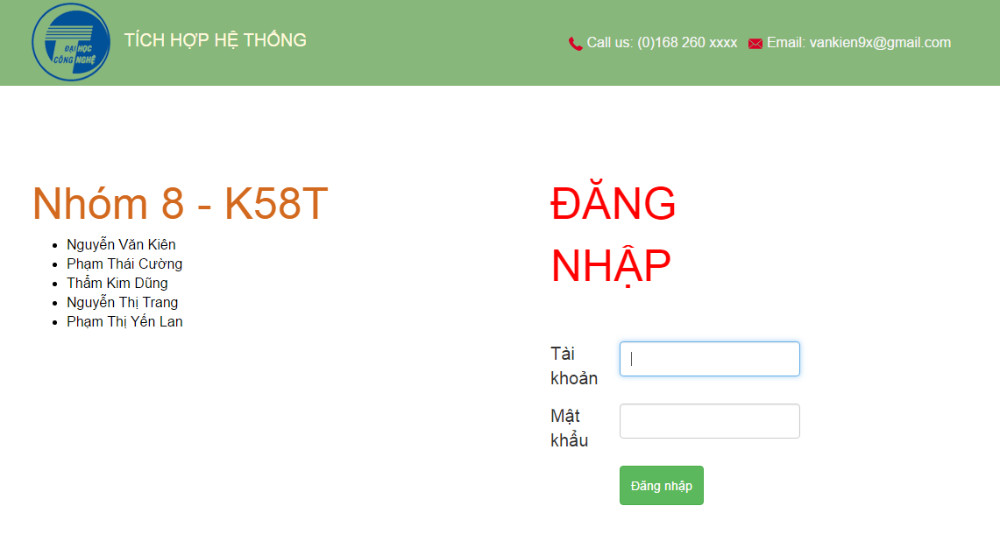 ĐẠI HỌC
CÔNG NGHỆ
TÍCH HỢP HỆ THỐNG
Call us: (0)168 260 xxxx
Email: vankien9x@gmail.com
Nhóm 8 - K58T
Nguyễn Văn Kiên
Phạm Thái Cường
Thẩm Kim Dũng
Nguyễn Thị Trang
Phạm Thị Yến Lan
ĐĂNG
NHẬP
Tài
khoản
Mật
khẩu
Đăng nhập